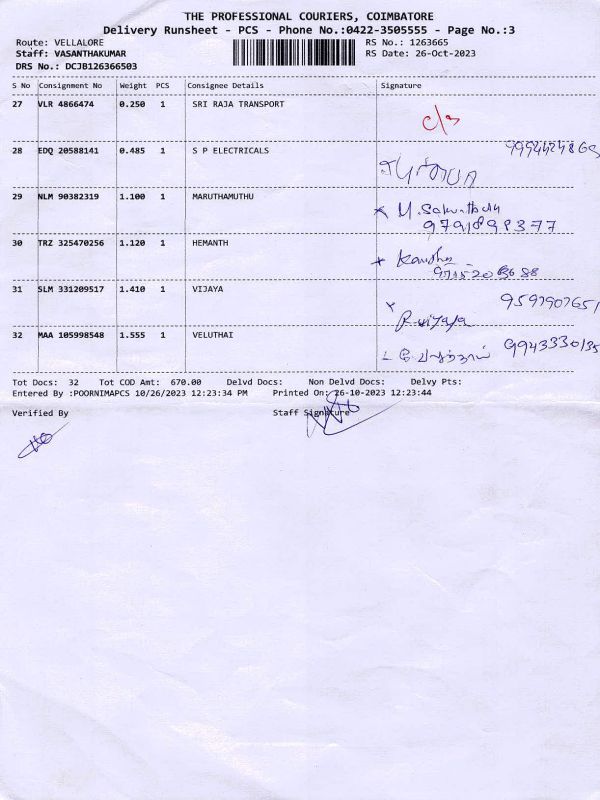 THE PROFESSIONAL COURIERS, COIMBATORE
Delivery Runsheet - PCS - Phone No.:0422-3505555 - Page No.:3
Route: VELLALORE
RS No.: 1263665
Staff: VASANTHAKUMAR
RS Date: 26-Oct-2023
DRS No.: DCJB126366503
S No Consignment No Weight PCS Consignee Details Signature
27 VLR 4866474 0.250 1 SRI RAJA TRANSPORT
28 EDQ 20588141 0.485 1 S P ELECTRICALS
29 NLM 90382319 1.100 1 MARUTHAMUTHU
9791898377
30 TRZ 325470256 1.120 1 HEMANTH
31 SLM 331209517 1.410 1 VIJAYA
R. vijaya
32 MAA 105998548 1.555 1 VELUTHAI
9943330135
Tot Docs: 32 Tot COD Amt: 670.00 Delvd Docs: Non Delvd Docs: Delvy Pts:
Entered By :POORNIMAPCS 10/26/2023 12:23:34 PM Printed On: 26-10-2023 12:23:44
Verified By Staff Signature